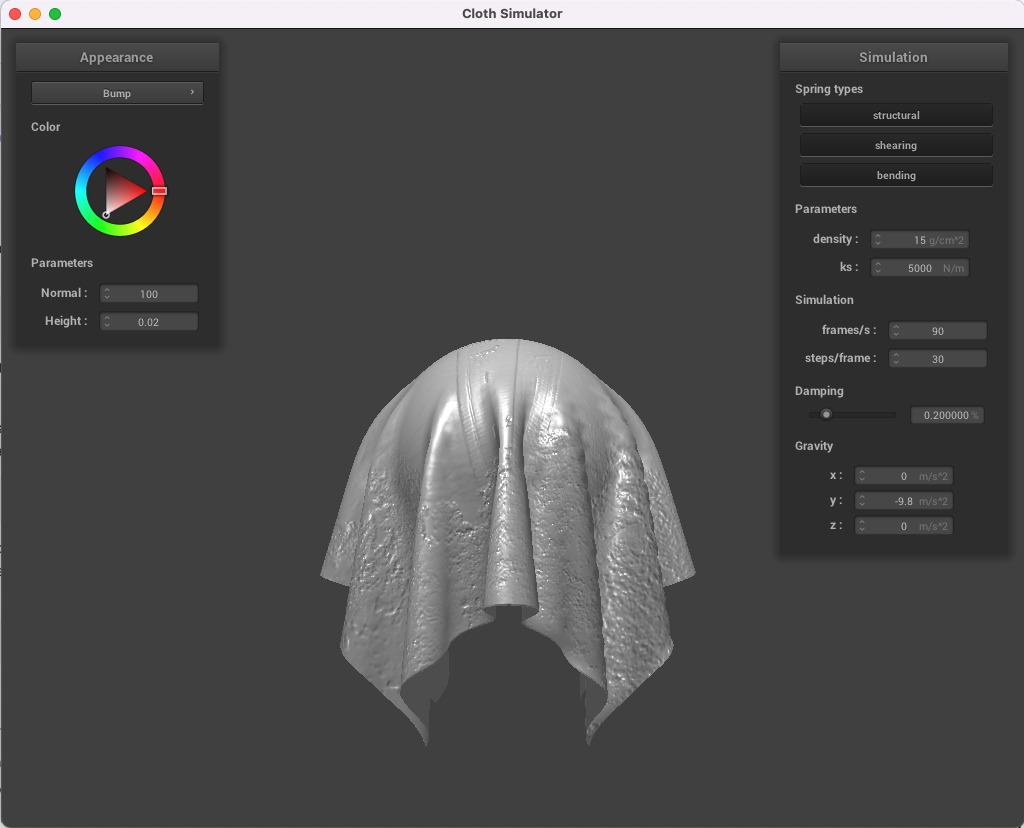 Cloth Simulator
Appearance
Bump
Color
Parameters
Normal : 100
Height : 0.02
Simulation
Spring types
structural
shearing
bending
Parameters
density : 15 g/cm^2
ks : 5000 N/m
Simulation
frames/s : 90
steps/frame : 30
Damping
0.200000 %
Gravity
x : 0 m/s^2
y : -9.8 m/s^2
z : 0 m/s^2